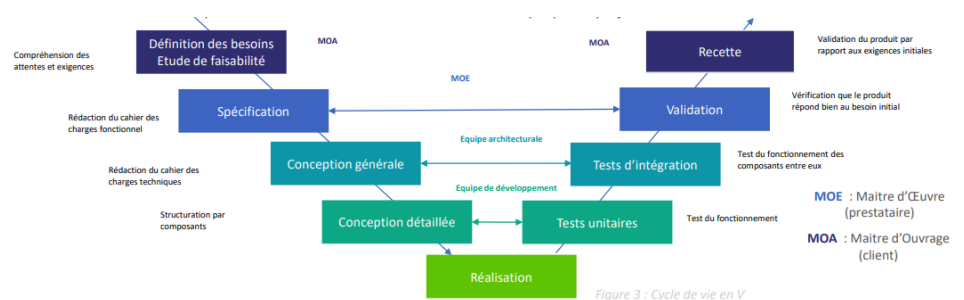 Définition des besoins
Etude de faisabilité
MOA
MOA
Recette
Validation du produit par
rapport aux exigences initiales
Compréhension des
attentes et exigences
MOE
Spécification
Validation
Vérification que le produit
répond bien au besoin initial
Rédaction du cahier des
charges fonctionnel
Equipe architecturale
Conception générale
Tests d'intégration
Test du fonctionnement des
composants entre eux
Rédaction du cahier des
charges techniques
Equipe de développement
MOE : Maitre d'Œuvre
(prestataire)
Structuration par
composants
Conception détaillée
Tests unitaires
Test du fonctionnement
MOA : Maitre d'Ouvrage
(client)
Réalisation
Figure 3 : Cycle de vie en V